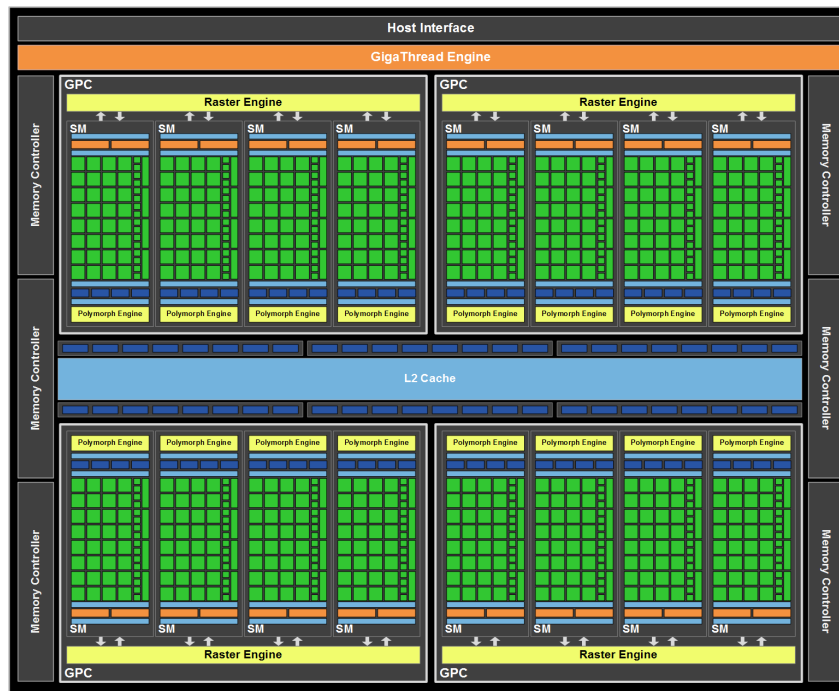 Host Interface
GigaThread Engine
GPC
GPC
Raster Engine
Raster Engine
Memory Controller
Memory Controller
SM
SM
SM
SM
SM
SM
SM
SM
Polymorph Engine
Polymorph Engine
Polymorph Engine
Polymorph Engine
Polymorph Engine
Polymorph Engine
Polymorph Engine
Polymorph Engine
Memory Controller
Memory Controller
L2 Cache
Polymorph Engine
Polymorph Engine
Polymorph Engine
Polymorph Engine
Polymorph Engine
Polymorph Engine
Polymorph Engine
Polymorph Engine
Memory Controller
Memory Controller
SM
SM
SM
SM
SM
SM
SM
SM
Raster Engine
Raster Engine
GPC
GPC